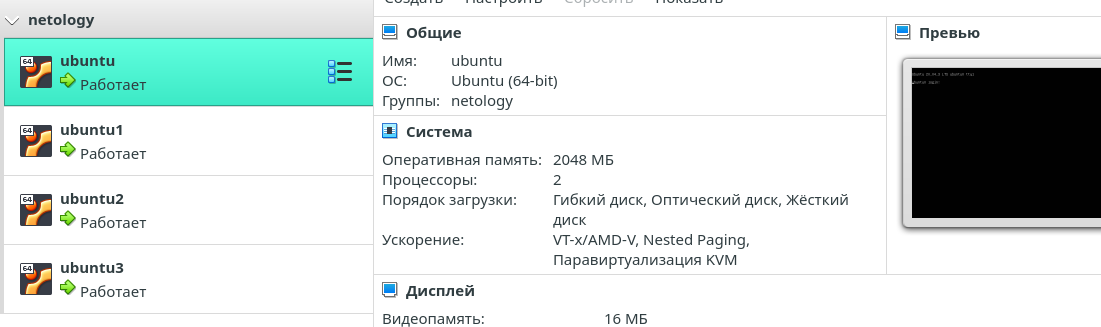 Создать Настроить Сбросить Показать
netology
64
ubuntu
Работает
64
ubuntu1
Работает
64
ubuntu2
Работает
64
ubuntu3
Работает
Общие
Имя: ubuntu
ОС: Ubuntu (64-bit)
Группы: netology
Система
Оперативная память: 2048 МБ
Процессоры: 2
Порядок загрузки: Гибкий диск, Оптический диск, Жёсткий
диск
Ускорение: VT-x/AMD-V, Nested Paging,
Паравиртуализация KVM
Дисплей
Видеопамять: 16 МБ
Превью